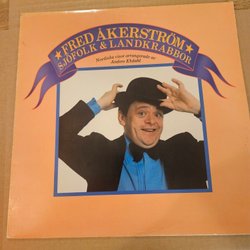 FRED ÅKERSTRÖM
SJÖFOLK & LANDKRABBOR
Nordiska visor arrangerade av
Anders Ekdahl